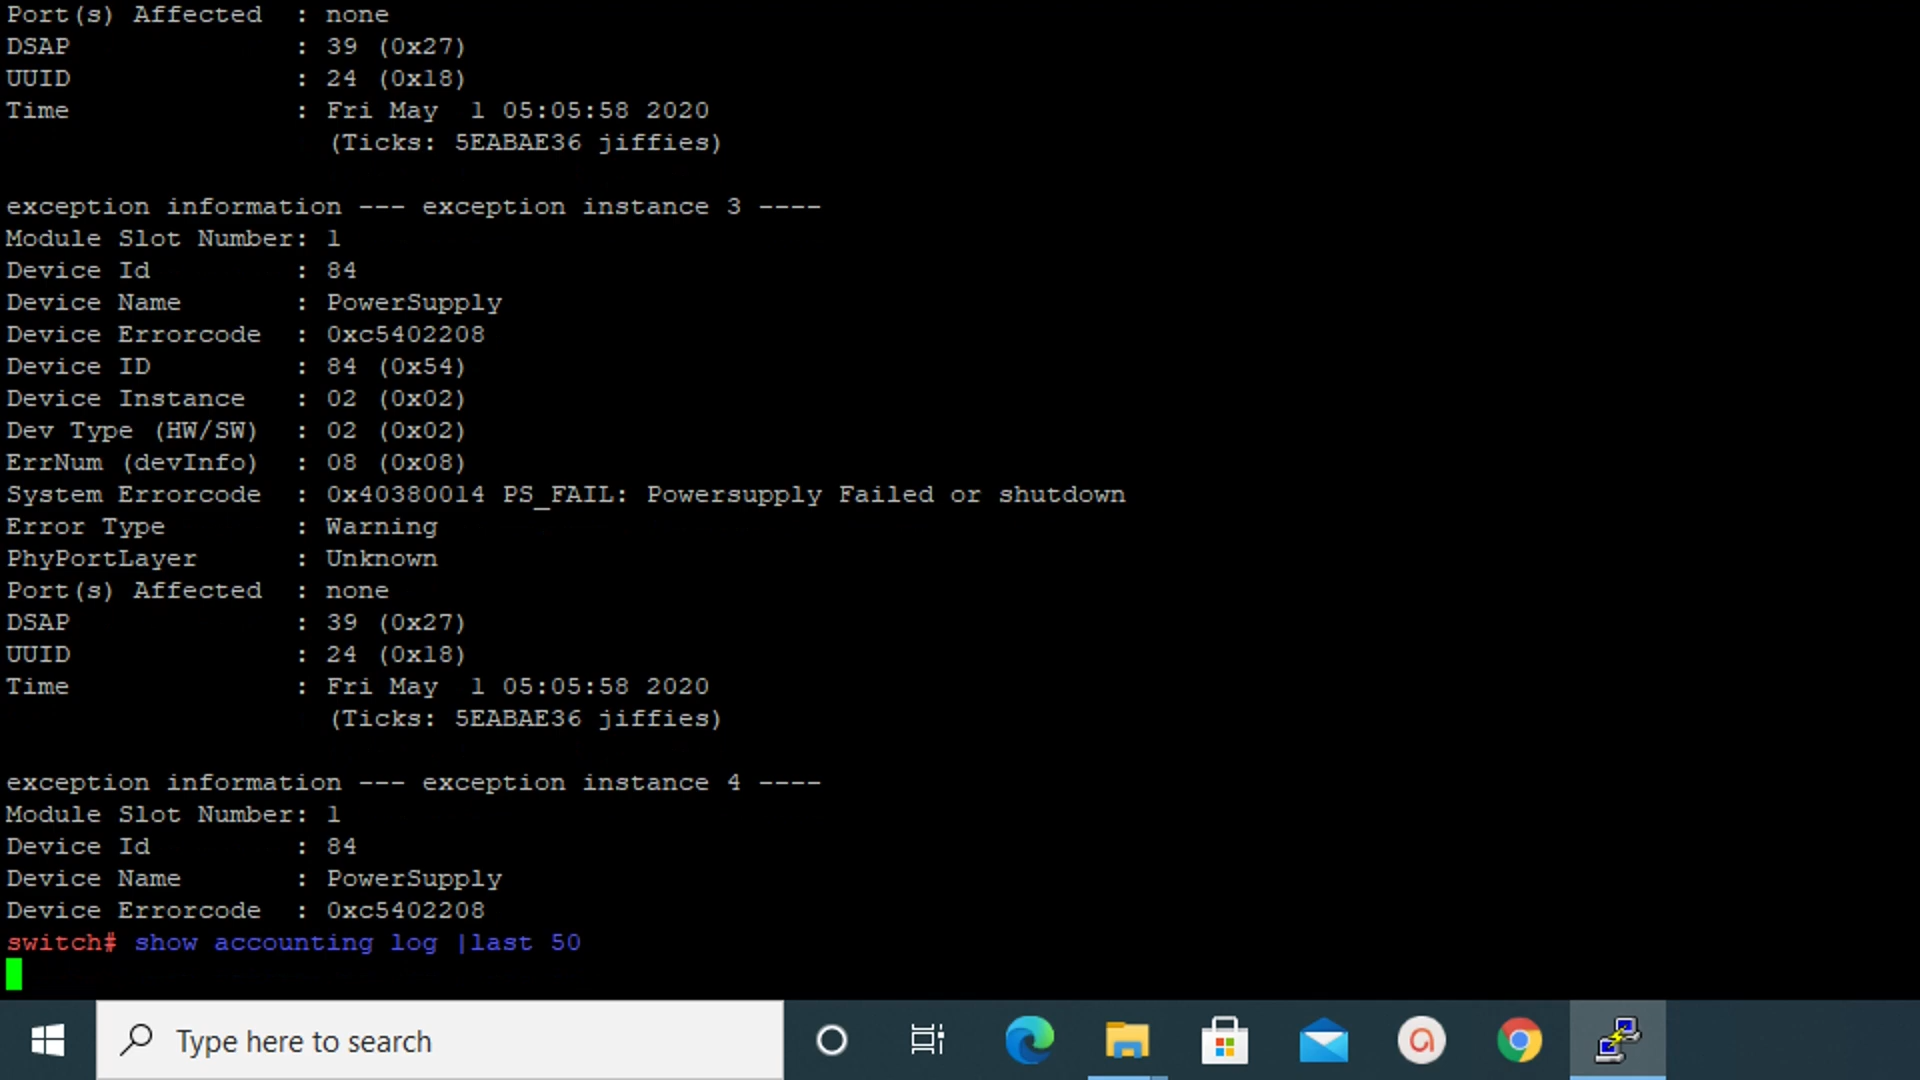 Port(s) Affected  : none
DSAP              : 39 (0x27)
UUID              : 24 (0x18)
Time              : Fri May  1 05:05:58 2020
                    (Ticks: 5EABAE36 jiffies)
exception information --- exception instance 3 ----
Module Slot Number: 1
Device Id         : 84
Device Name       : PowerSupply
Device Errorcode  : 0xc5402208
Device ID         : 84 (0x54)
Device Instance   : 02 (0x02)
Dev Type (HW/SW)  : 02 (0x02)
ErrNum (devInfo)  : 08 (0x08)
System Errorcode  : 0x40380014 PS_FAIL: Powersupply Failed or shutdown
Error Type        : Warning
PhyPortLayer      : Unknown
Port(s) Affected  : none
DSAP              : 39 (0x27)
UUID              : 24 (0x18)
Time              : Fri May  1 05:05:58 2020
                    (Ticks: 5EABAE36 jiffies)
exception information --- exception instance 4 ----
Module Slot Number: 1
Device Id         : 84
Device Name       : PowerSupply
Device Errorcode  : 0xc5402208
switch# show accounting log |last 50
Type here to search